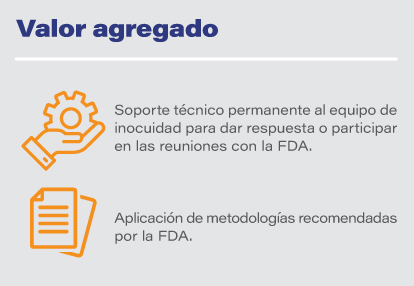 Valor agregado
Soporte técnico permanente al equipo de
inocuidad para dar respuesta o participar
en las reuniones con la FDA.
Aplicación de metodologías recomendadas
por la FDA.